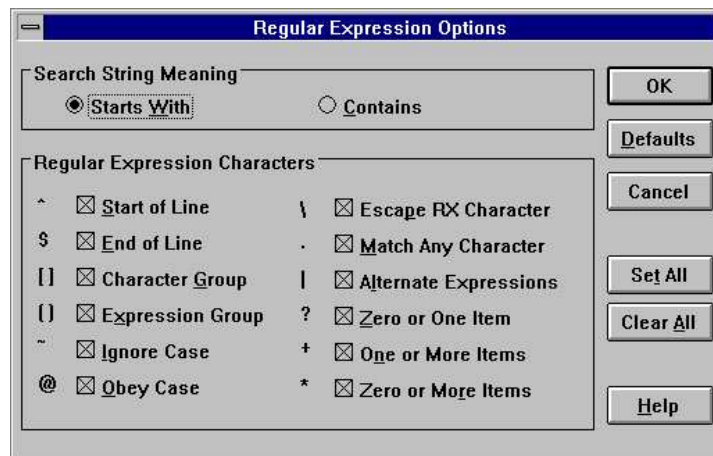 Regular Expression Options
Search String Meaning
Starts With
Contains
OK
Defaults
Cancel
Regular Expression Characters
^ Start of Line
\ Escape RX Character
$ End of Line
. Match Any Character
[] Character Group
| Alternate Expressions
Set All
() Expression Group
? Zero or One Item
Clear All
~ Ignore Case
+ One or More Items
@ Obey Case
* Zero or More Items
Help